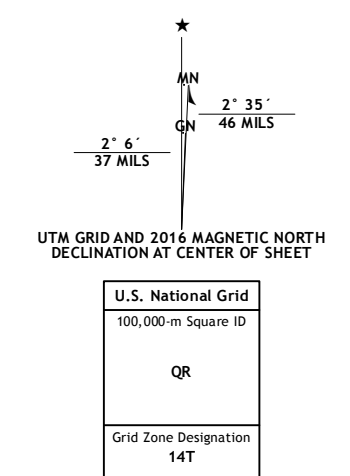 ★
MN
2° 35´
46 MILS
GN
2° 6´
37 MILS
UTM GRID AND 2016 MAGNETIC NORTH
DECLINATION AT CENTER OF SHEET
U.S. National Grid
100,000-m Square ID
QR
Grid Zone Designation
14T